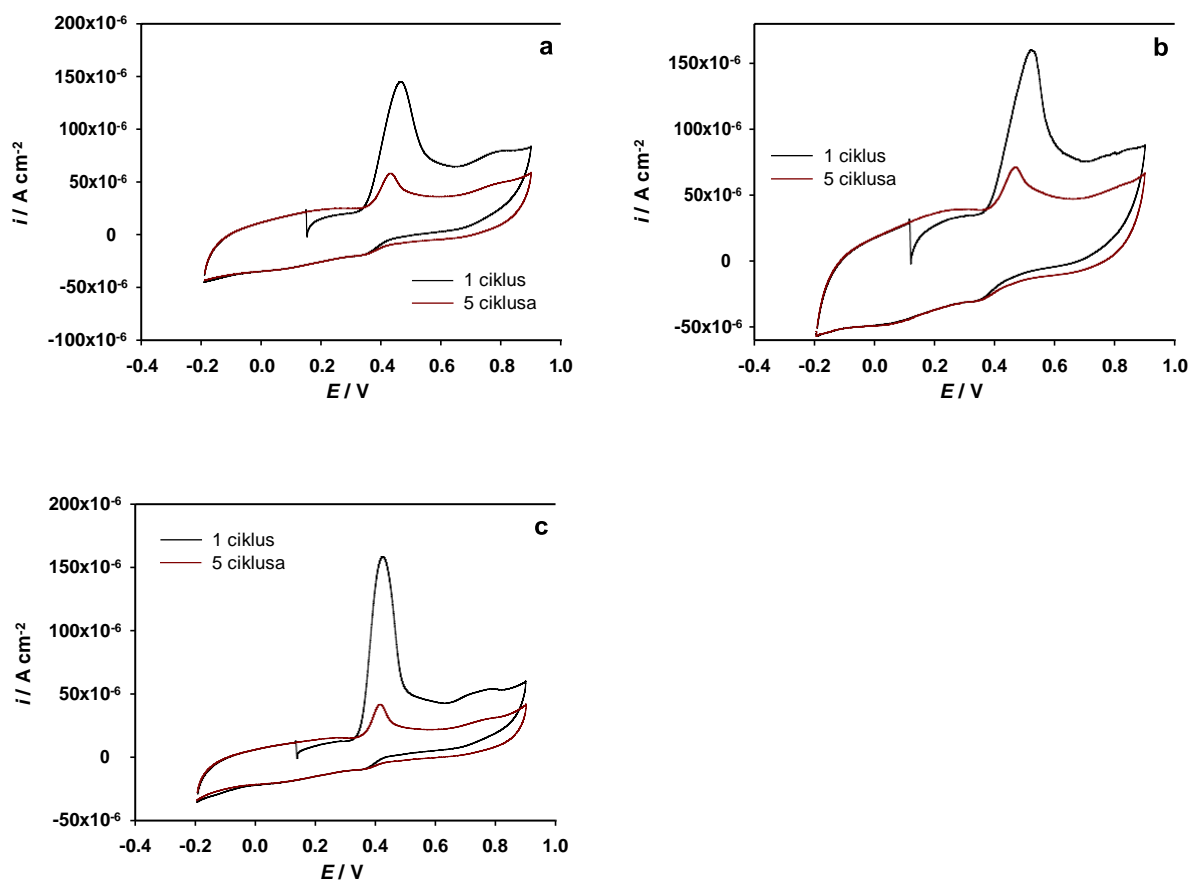 200x10-6
150x10-6
100x10-6
50x10-6
0
-50x10-6
-100x10-6
i / A cm-2
a
1 ciklus
5 ciklusa
-0.4 -0.2 0.0 0.2 0.4 0.6 0.8 1.0
E / V
150x10-6
100x10-6
50x10-6
0
-50x10-6
i / A cm-2
b
1 ciklus
5 ciklusa
-0.4 -0.2 0.0 0.2 0.4 0.6 0.8 1.0
E / V
200x10-6
150x10-6
100x10-6
50x10-6
0
-50x10-6
i / A cm-2
c
1 ciklus
5 ciklusa
-0.4 -0.2 0.0 0.2 0.4 0.6 0.8 1.0
E / V